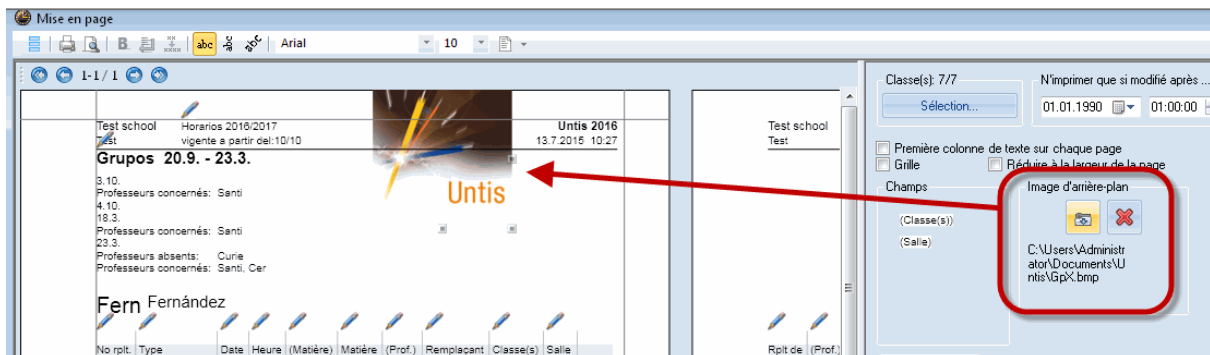 Mise en page
B abc abc abc Arial 10
1-1 / 1
Test school Horarios 2016/2017 Untis 2016
Test vigente a partir del:10/10 13.7.2015 10:27
Grupos 20.9. - 23.3.
3.10.
Professeurs concernés: Santi
4.10.
18.3.
Professeurs concernés: Santi
23.3.
Professeurs absents: Curie
Professeurs concernés: Santi, Cer
Untis
Fern Fernández
No rplt. Type Date Heure (Matière) Matière (Prof.) Remplaçant Classe(s) Salle
Test school
Test
Rplt de (Prof.)
Classe(s): 7/7
Sélection...
N'imprimer que si modifié après ...
01.01.1990 01:00:00
Première colonne de texte sur chaque page
Grille Réduire à la largeur de la page
Champs
(Classe(s))
(Salle)
Image d'arrière-plan
C:\Users\Administr
ator\Documents\U
ntis\GpX.bmp